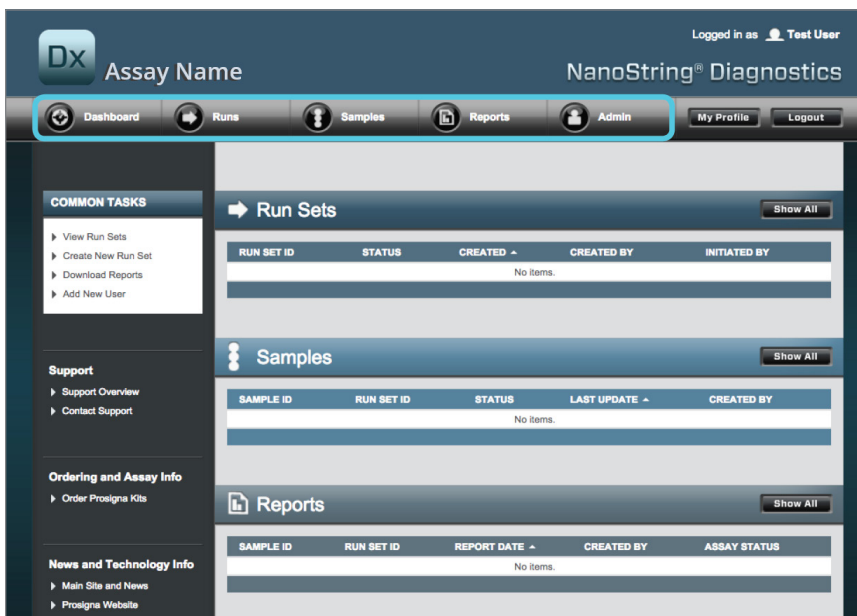 Logged in as Test User
Dx Assay Name
NanoString® Diagnostics
Dashboard Runs Samples Reports Admin My Profile Logout
COMMON TASKS
View Run Sets
Create New Run Set
Download Reports
Add New User
Support
Support Overview
Contact Support
Ordering and Assay Info
Order Prosigna Kits
News and Technology Info
Main Site and News
Prosigna Website
Run Sets Show All
RUN SET ID STATUS CREATED CREATED BY INITIATED BY
No items.
Samples Show All
SAMPLE ID RUN SET ID STATUS LAST UPDATE CREATED BY
No items.
Reports Show All
SAMPLE ID RUN SET ID REPORT DATE CREATED BY ASSAY STATUS
No items.